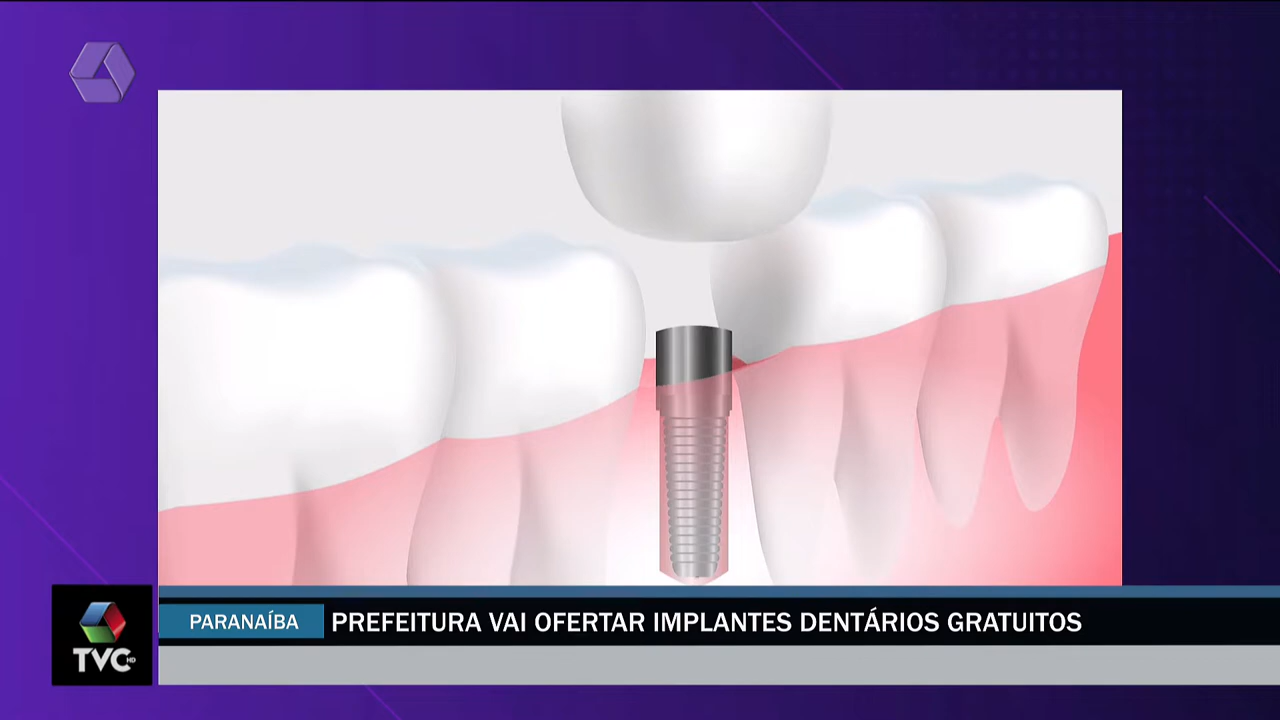 PARANAÍBA
PREFEITURA VAI OFERTAR IMPLANTES DENTÁRIOS GRATUITOS
TVC HD